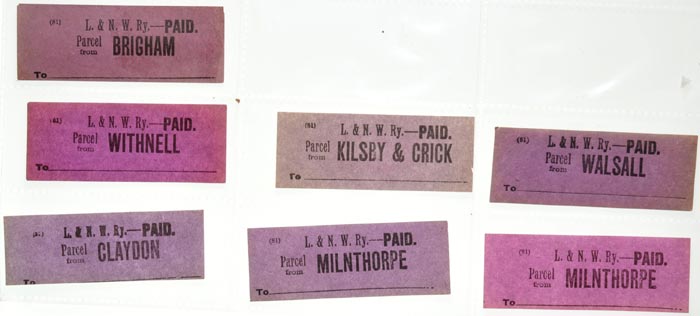 (81) L. & N. W. Ry.—PAID.
Parcel from BRIGHAM
To
(81) L. & N. W. Ry.—PAID.
Parcel from WITHNELL
To
(81) L. & N. W. Ry.—PAID.
Parcel from KILSBY & CRICK
To
(81) L. & N. W. Ry.—PAID.
Parcel from WALSALL
To
(81) L. & N. W. Ry.—PAID.
Parcel from CLAYDON
To
(81) L. & N. W. Ry.—PAID.
Parcel from MILNTHORPE
To
(81) L. & N. W. Ry.—PAID.
Parcel from MILNTHORPE
To